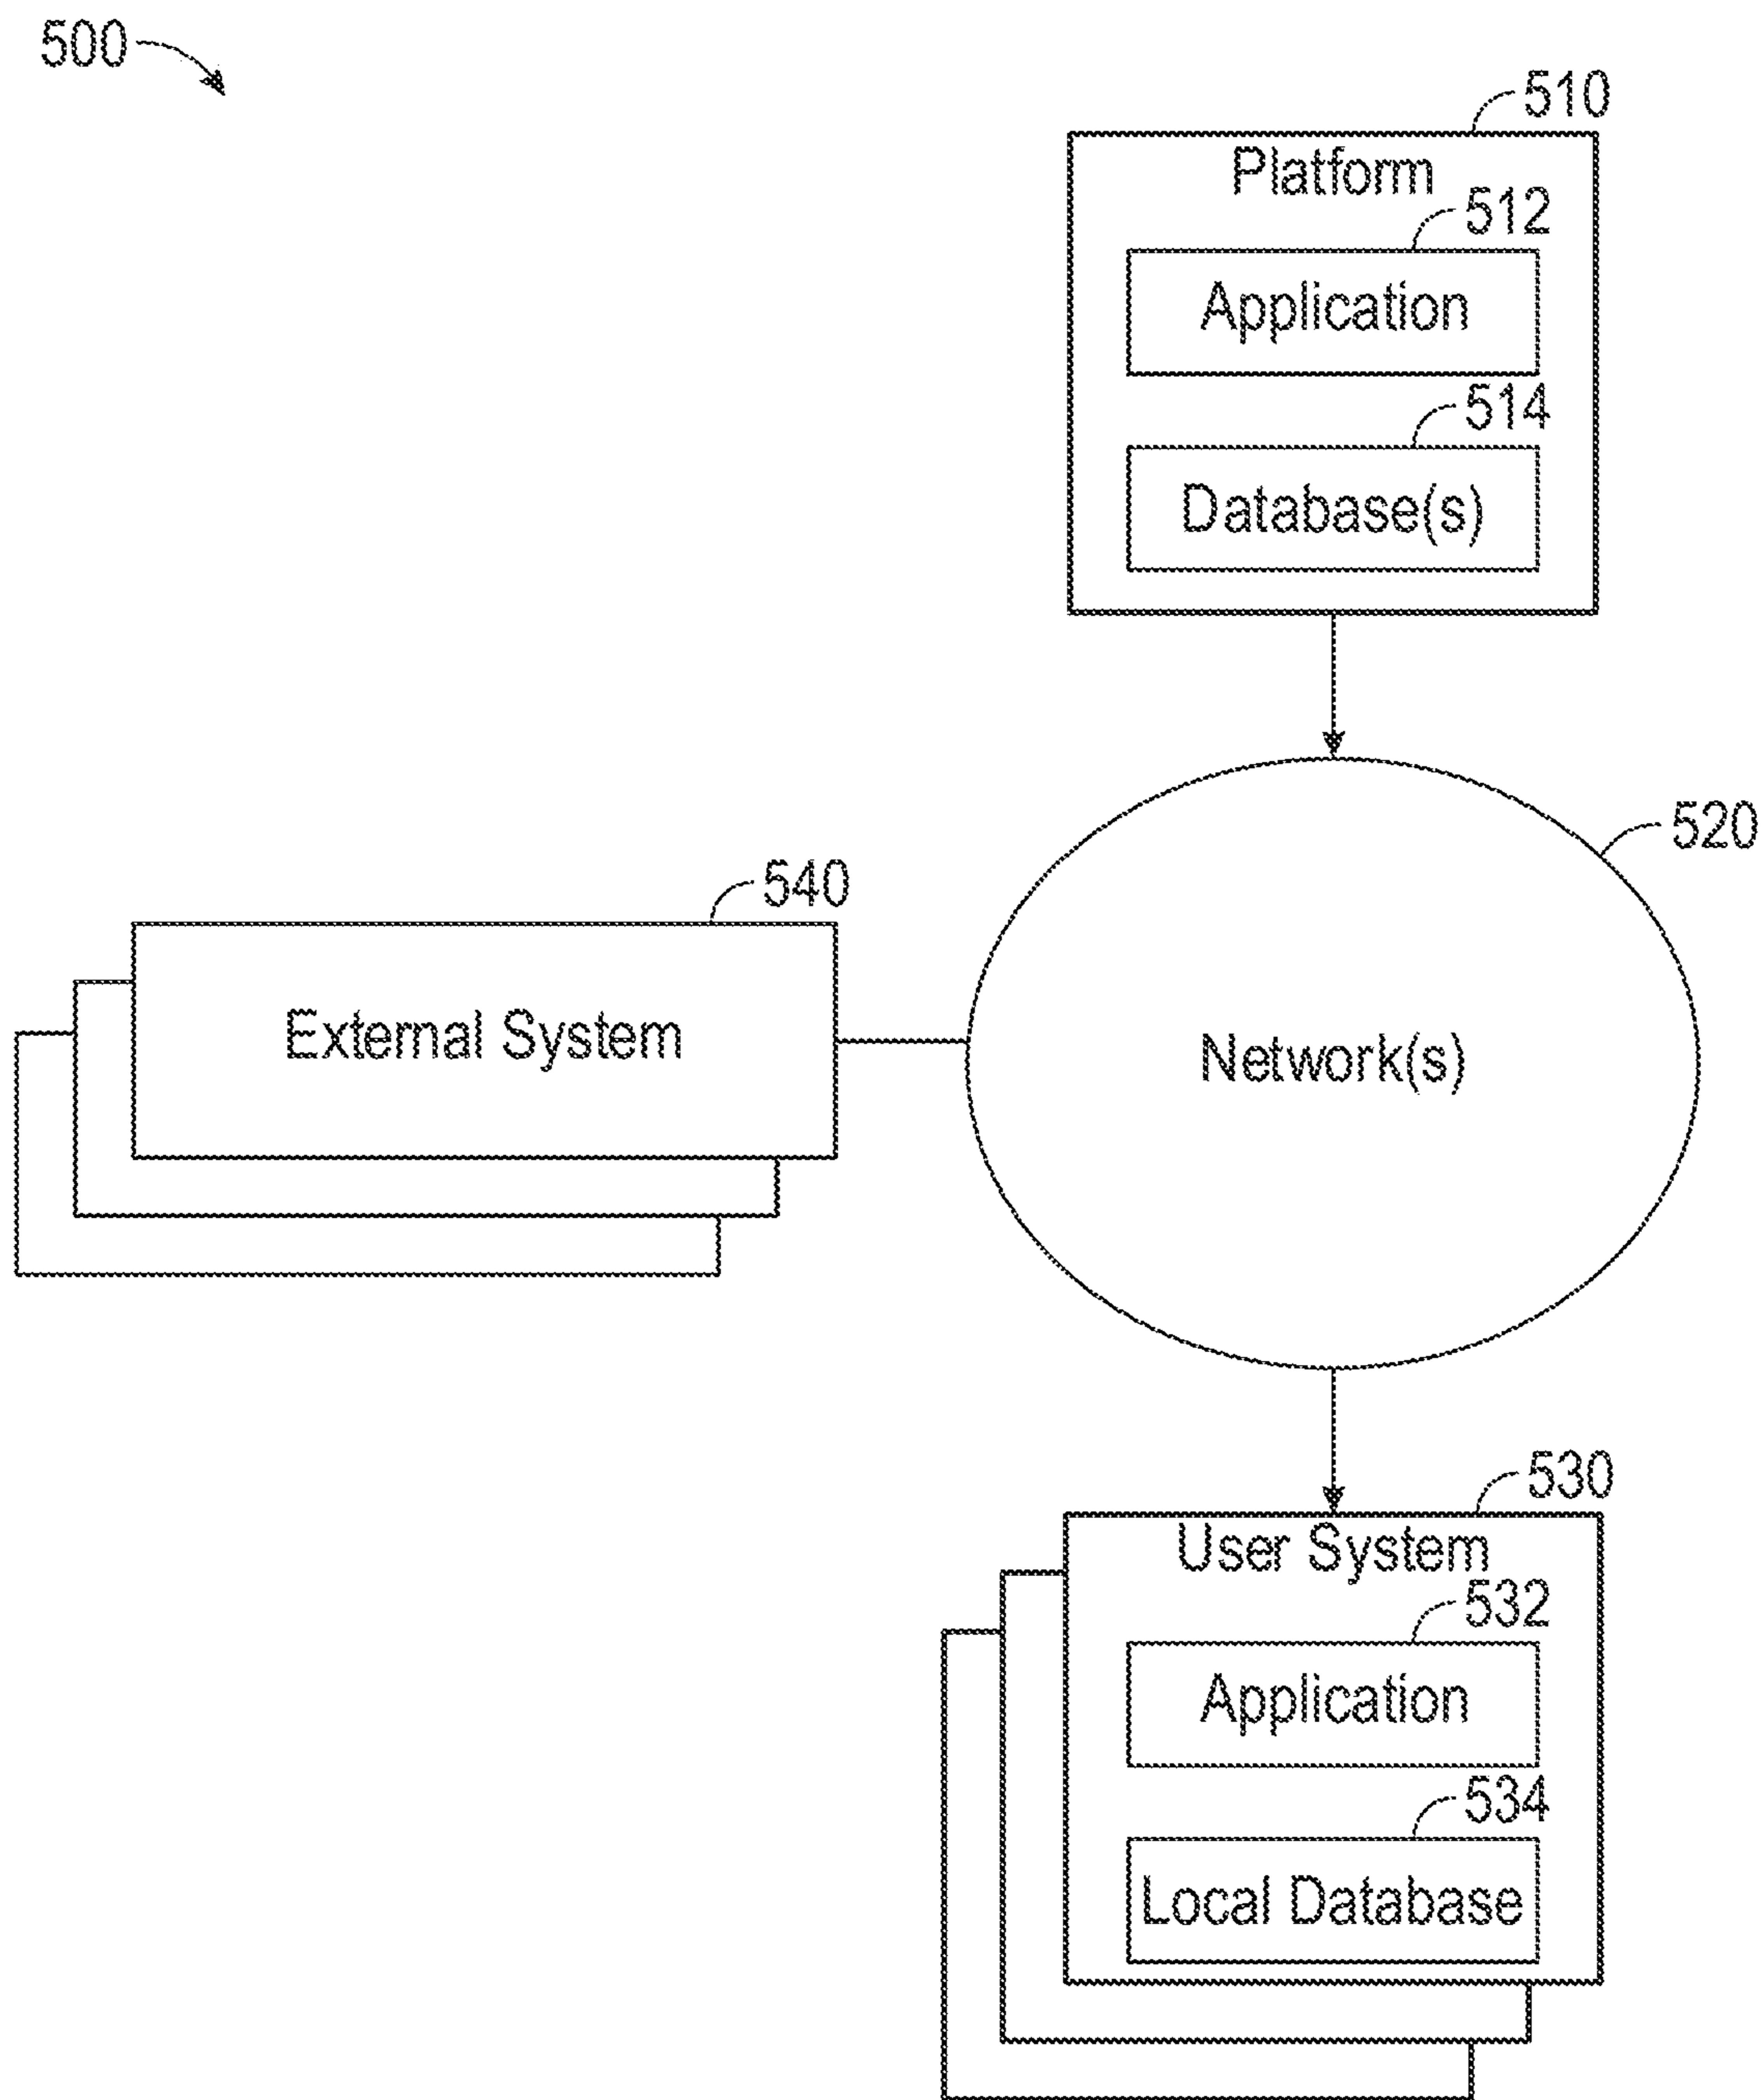 500
510
Platform
512
Application
514
Database(s)
520
540
External System
Network(s)
530
User System
532
Application
534
Local Database